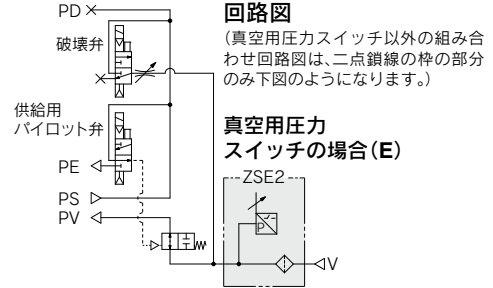 PD
破壊弁
供給用
パイロット弁
PE
PS
PV
回路図
(真空用圧力スイッチ以外の組み合
わせ回路図は、二点鎖線の枠の部分
のみ下図のようになります。)
真空用圧力
スイッチの場合(E)
ZSE2
P
V